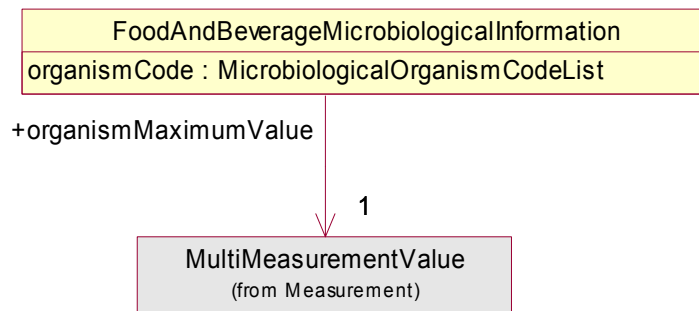 FoodAndBeverageMicrobiologicalInformation
organismCode : MicrobiologicalOrganismCodeList
+organismMaximumValue
1
MultiMeasurementValue
(from Measurement)